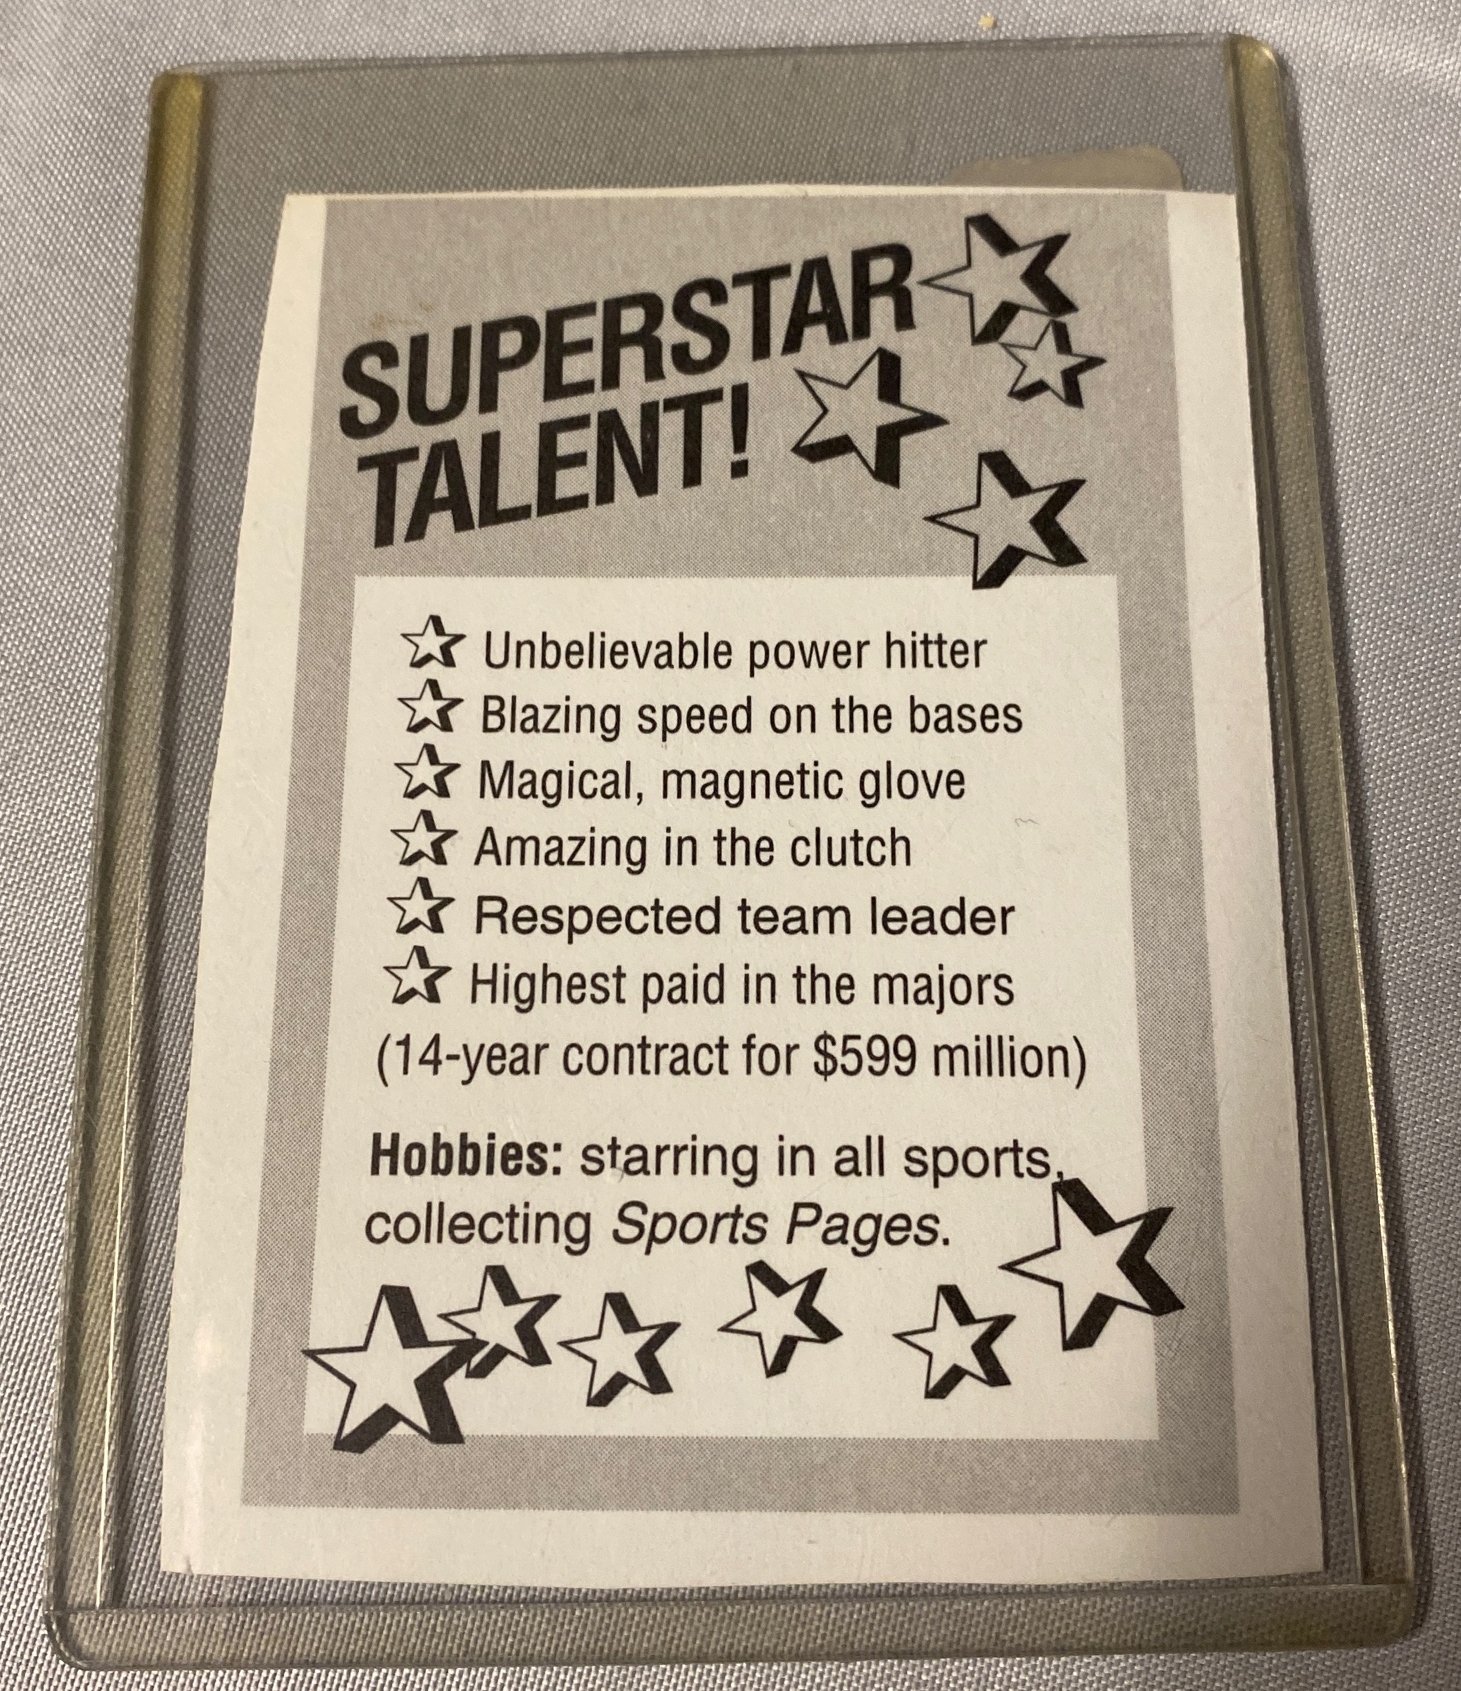 SUPERSTAR
TALENT!
Unbelievable power hitter
Blazing speed on the bases
Magical, magnetic glove
Amazing in the clutch
Respected team leader
Highest paid in the majors
(14-year contract for $599 million)
Hobbies: starring in all sports,
collecting Sports Pages.